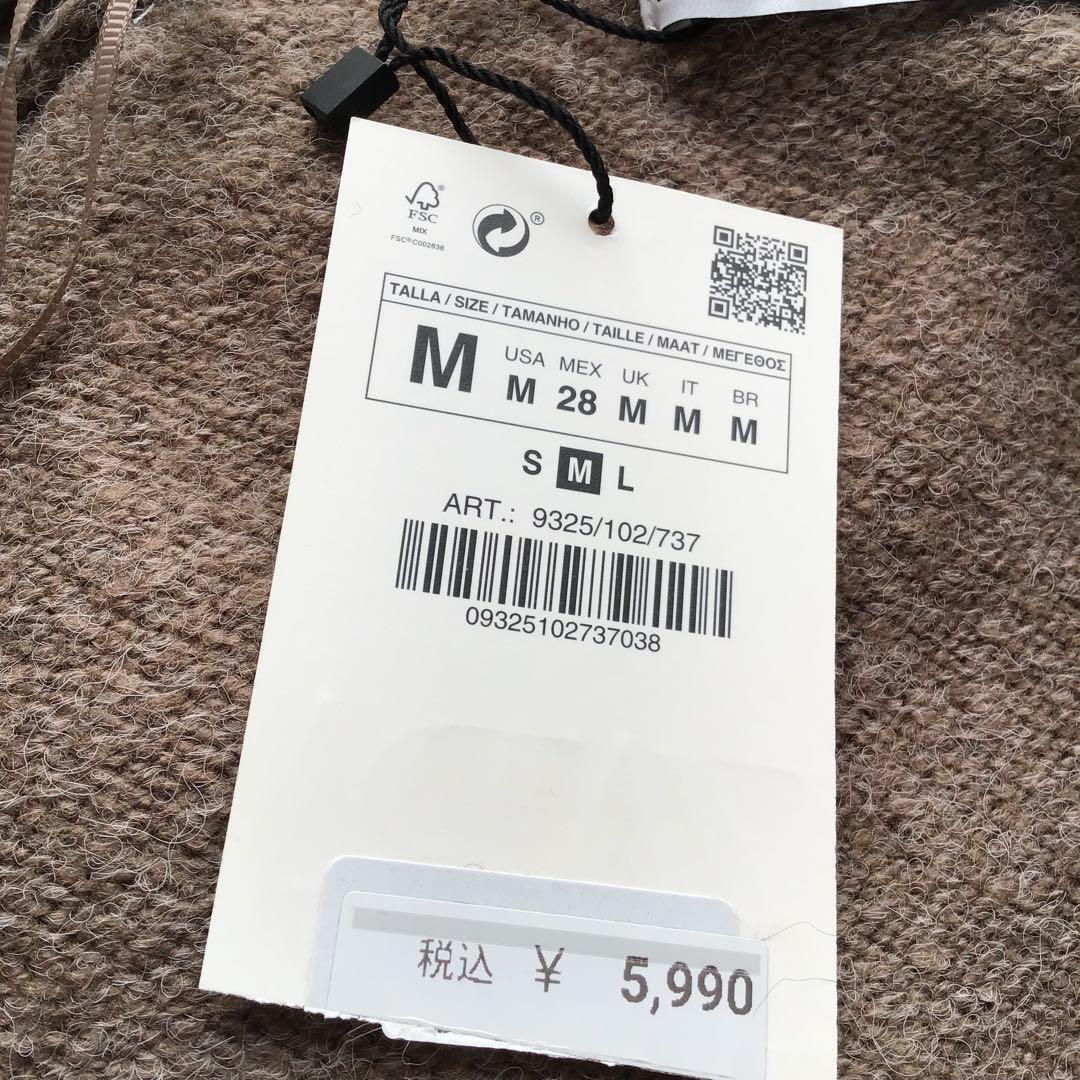 FSC®
MIX
FSC® C002638
®
TALLA / SIZE / TAMANHO / TAILLE / MAAT / ΜΕΓΕΘΟΣ
M
USA MEX UK IT BR
M 28 M M M
S M L
ART.: 9325/102/737
09325102737038
税込 ¥ 5,990